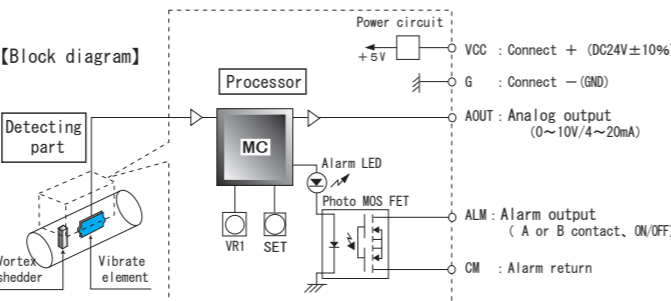 Power circuit
【Block diagram】
+5V
VCC : Connect + (DC24V±10%)
G : Connect －(GND)
Processor
AOUT : Analog output
(0～10V/4～20mA)
Detecting
part
MC
Alarm LED
Photo MOS FET
VR1 SET
ALM : Alarm output
( A or B contact、ON/OFF)
Vortex
shedder
Vibrate
element
CM : Alarm return